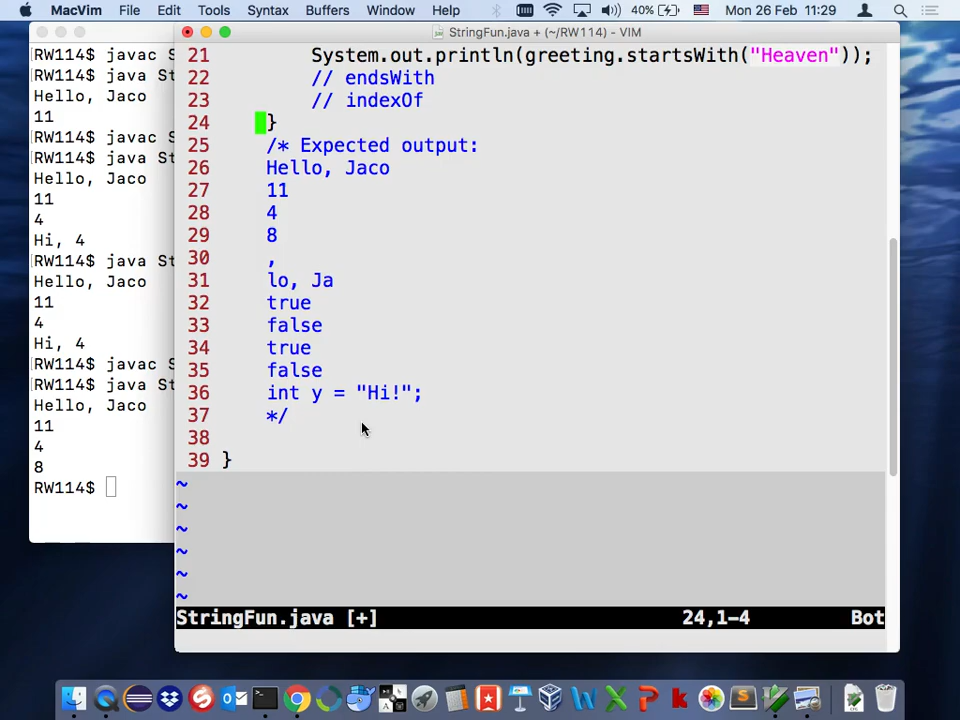 MacVim File Edit Tools Syntax Buffers Window Help 40% Mon 26 Feb 11:29
StringFun.java + (~/RW114) - VIM
RW114$ javac S
RW114$ java St
Hello, Jaco
11
RW114$ javac S
RW114$ java St
Hello, Jaco
11
4
Hi, 4
RW114$ java St
Hello, Jaco
11
4
Hi, 4
RW114$ javac S
RW114$ java St
Hello, Jaco
11
4
8
RW114$
21 System.out.println(greeting.startsWith("Heaven"));
22 // endsWith
23 // indexOf
24 }
25 /* Expected output:
26 Hello, Jaco
27 11
28 4
29 8
30 ,
31 lo, Ja
32 true
33 false
34 true
35 false
36 int y = "Hi!";
37 */
38
39 }
~
~
~
~
~
~
StringFun.java [+] 24,1-4 Bot